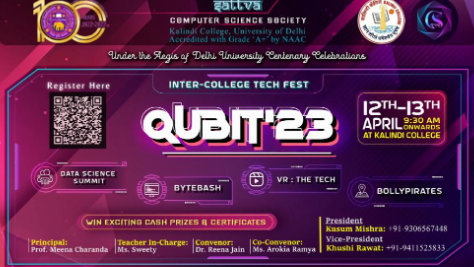 100
sattva
COMPUTER SCIENCE SOCIETY
Kalindi College, University of Delhi
Accredited with Grade 'A+' by NAAC
Under the Aegis of Delhi University Centenary Celebrations
Register Here
INTER-COLLEGE TECH FEST
QUBIT'23
12TH-13TH
APRIL 9:30 AM
ONWARDS
AT KALINDI COLLEGE
DATA SCIENCE
SUMMIT
BYTEBASH
VR : THE TECH
BOLLYPIRATES
WIN EXCITING CASH PRIZES & CERTIFICATES
Principal:
Prof. Meena Charanda
Teacher In-Charge:
Ms. Sweety
Convenor:
Dr. Reena Jain
Co-Convenor:
Ms. Arokia Ramya
President
Kusum Mishra: +91-9306567448
Vice-President
Khushi Rawat: +91-9411525833